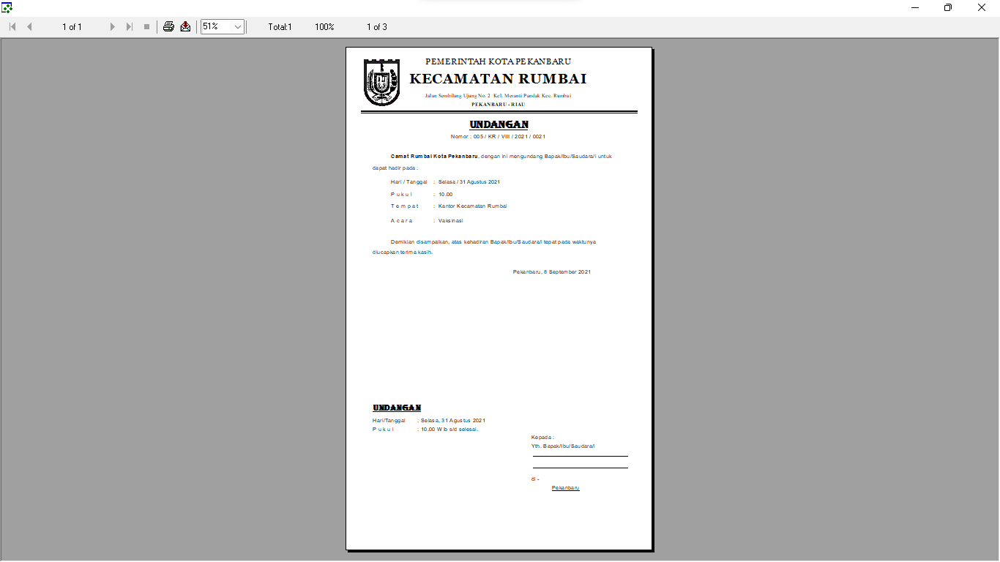 1 of 1
51%
Total:1
100%
1 of 3
PEMERINTAH KOTA PEKANBARU
KECAMATAN RUMBAI
Jalan Sembilang Ujung No. 2 Kel. Meranti Pandak Kec. Rumbai
PEKANBARU - RIAU
UNDANGAN
Nomor : 005 / KR / VIII / 2021 / 0021
Camat Rumbai Kota Pekanbaru, dengan ini mengundang Bapak/Ibu/Saudara/i untuk
dapat hadir pada :
Hari / Tanggal : Selasa / 31 Agustus 2021
P u k u l : 10.00
T e m p a t : Kantor Kecamatan Rumbai
A c a r a : Vaksinasi
Demikian disampaikan, atas kehadiran Bapak/Ibu/Saudara/i tepat pada waktunya
diucapkan terima kasih.
Pekanbaru, 8 September 2021
UNDANGAN
Hari/Tanggal : Selasa, 31 Agustus 2021
P u k u l : 10.00 Wib s/d selesai.
Kepada :
Yth. Bapak/Ibu/Saudara/i
di -
Pekanbaru